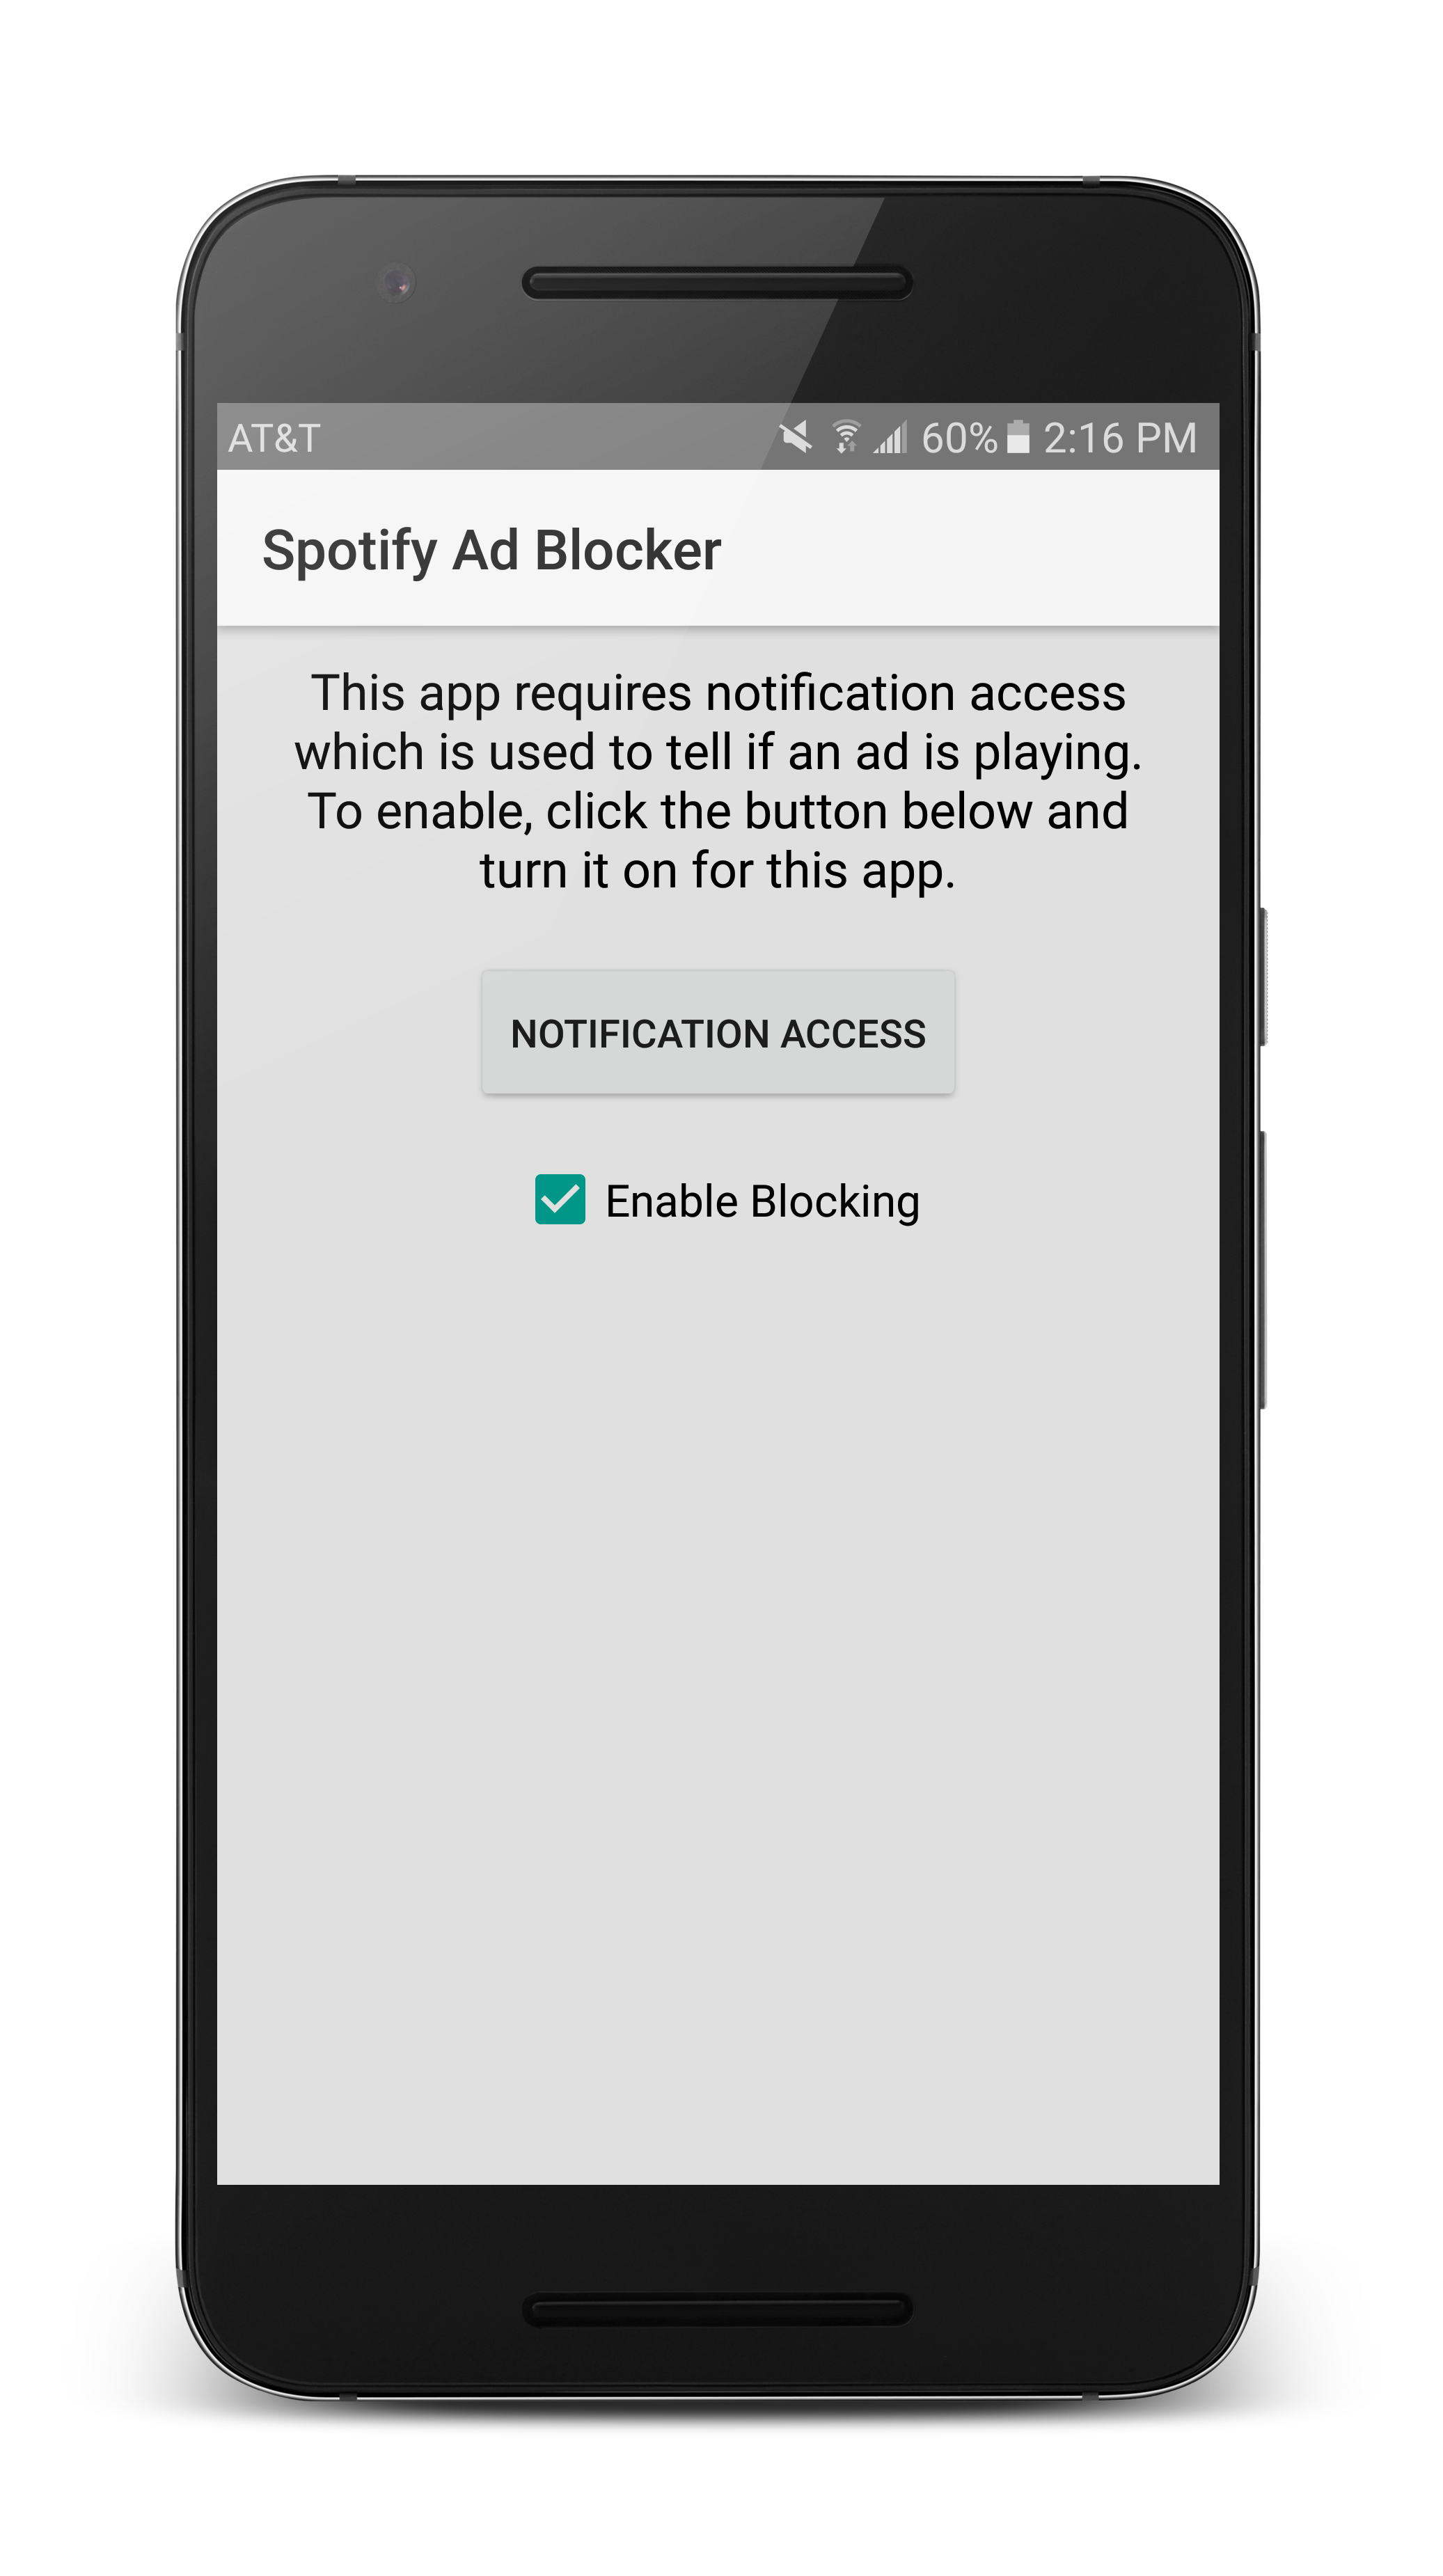 AT&T 60% 2:16 PM
Spotify Ad Blocker
This app requires notification access
which is used to tell if an ad is playing.
To enable, click the button below and
turn it on for this app.
NOTIFICATION ACCESS
Enable Blocking